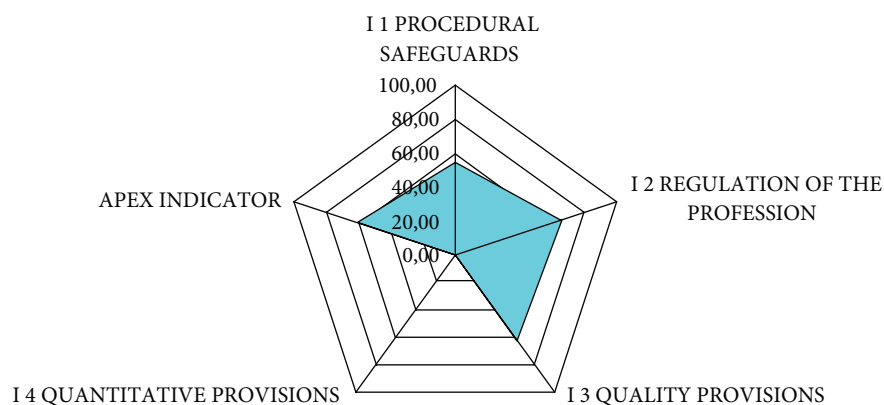 I 1 PROCEDURAL
SAFEGUARDS
100,00
80,00
60,00
40,00
20,00
0,00
I 2 REGULATION OF THE
PROFESSION
I 3 QUALITY PROVISIONS
I 4 QUANTITATIVE PROVISIONS
APEX INDICATOR